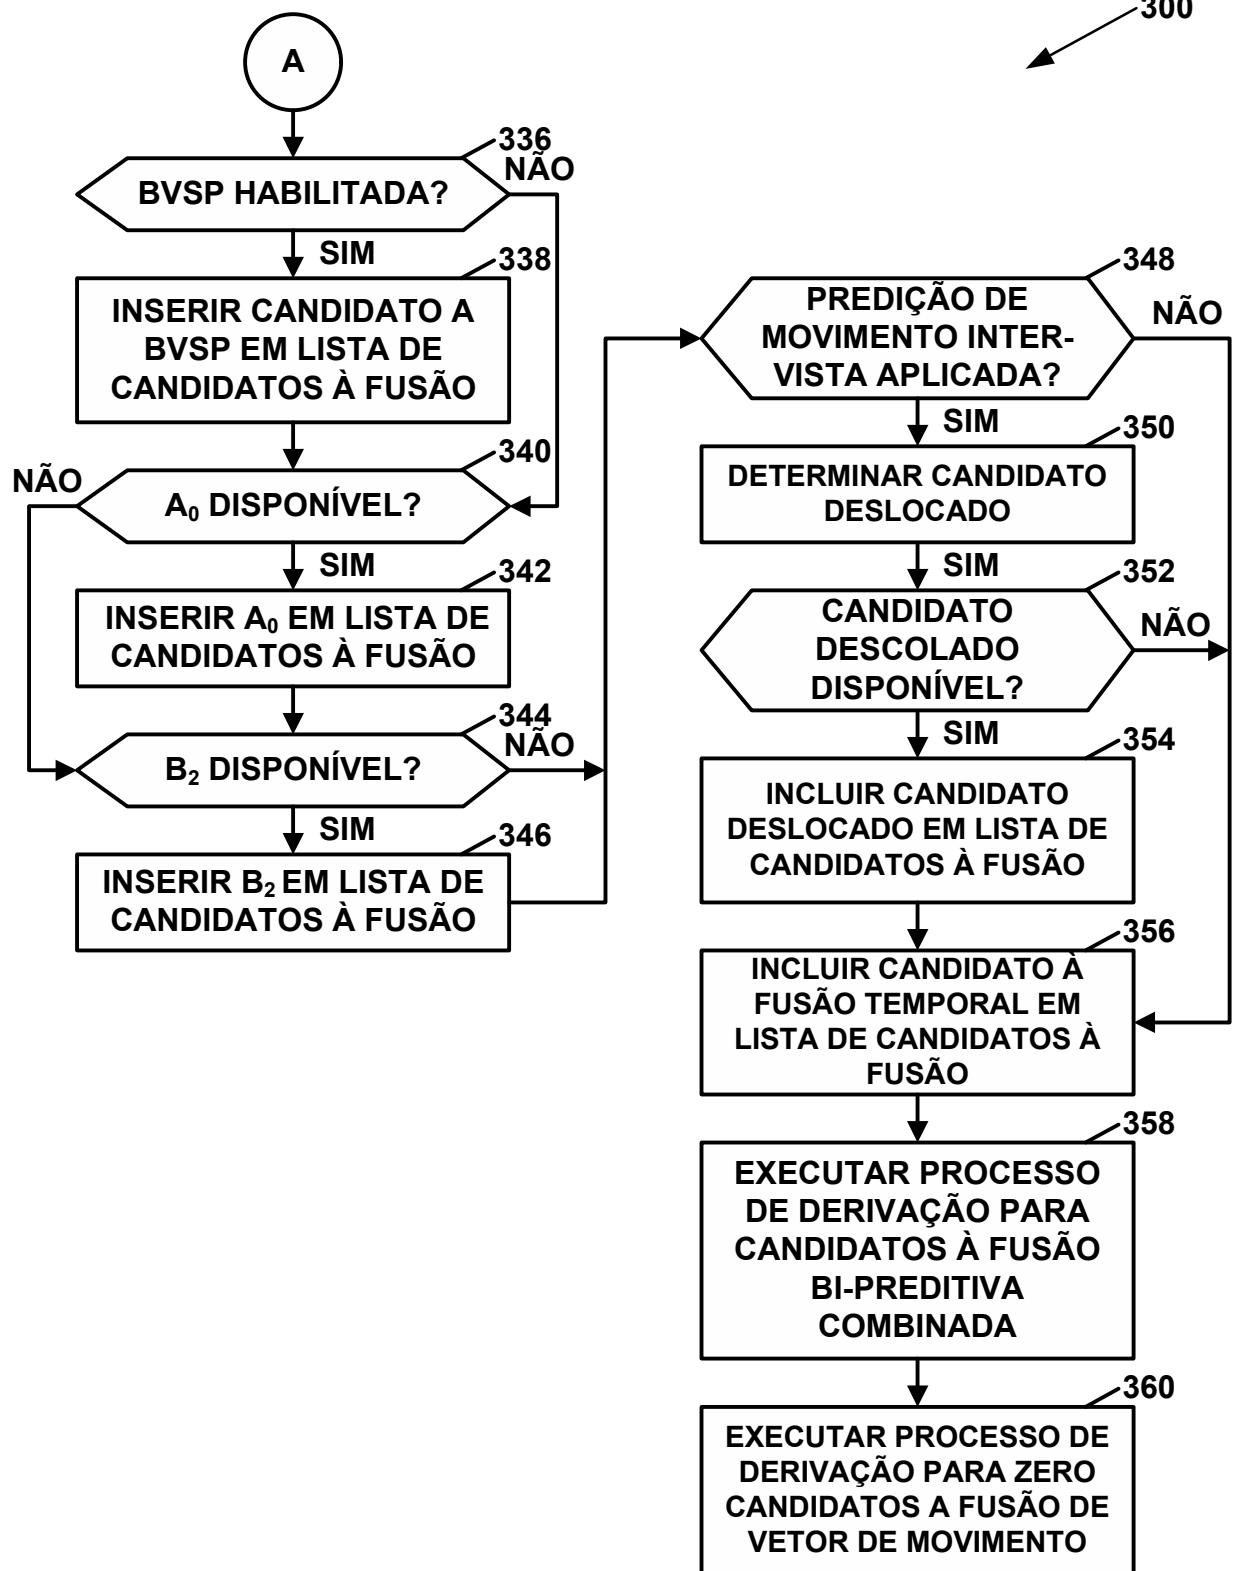 300
A
336
BVSP HABILITADA?
NÃO
SIM
338
INSERIR CANDIDATO A
BVSP EM LISTA DE
CANDIDATOS À FUSÃO
340
NÃO
A0 DISPONÍVEL?
SIM
342
INSERIR A0 EM LISTA DE
CANDIDATOS À FUSÃO
344
NÃO
B2 DISPONÍVEL?
SIM
346
INSERIR B2 EM LISTA DE
CANDIDATOS À FUSÃO
348
PREDIÇÃO DE
MOVIMENTO INTER-
VISTA APLICADA?
NÃO
SIM
350
DETERMINAR CANDIDATO
DESLOCADO
SIM
352
CANDIDATO
DESCOLADO
DISPONÍVEL?
NÃO
SIM
354
INCLUIR CANDIDATO
DESLOCADO EM LISTA DE
CANDIDATOS À FUSÃO
356
INCLUIR CANDIDATO À
FUSÃO TEMPORAL EM
LISTA DE CANDIDATOS À
FUSÃO
358
EXECUTAR PROCESSO
DE DERIVAÇÃO PARA
CANDIDATOS À FUSÃO
BI-PREDITIVA
COMBINADA
360
EXECUTAR PROCESSO DE
DERIVAÇÃO PARA ZERO
CANDIDATOS A FUSÃO DE
VETOR DE MOVIMENTO